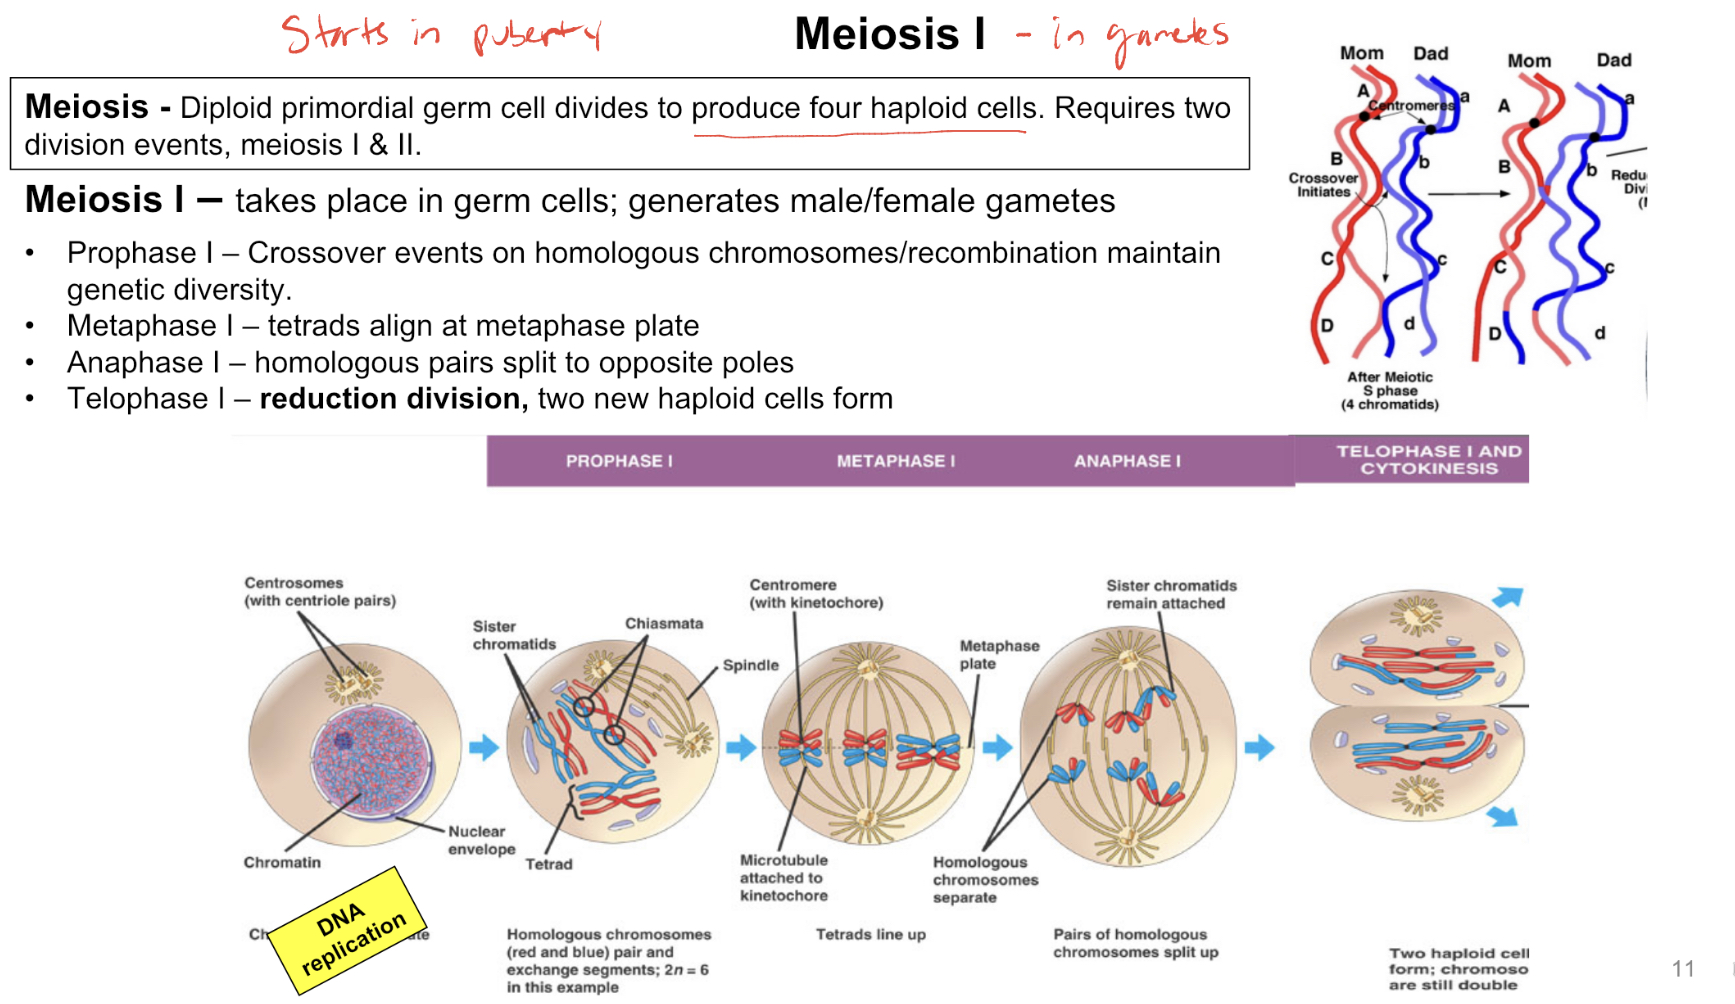 Starts in puberty
Meiosis I - in gametes
Meiosis - Diploid primordial germ cell divides to produce four haploid cells. Requires two
division events, meiosis I & II.
Meiosis I – takes place in germ cells; generates male/female gametes
• Prophase I – Crossover events on homologous chromosomes/recombination maintain
genetic diversity.
• Metaphase I – tetrads align at metaphase plate
• Anaphase I – homologous pairs split to opposite poles
• Telophase I – reduction division, two new haploid cells form
Mom Dad
A
Centromeres
a
B
b
Crossover
Initiates
C
c
D
d
After Meiotic
S phase
(4 chromatids)
Mom Dad
A
a
B
b
C
c
D
d
PROPHASE I
METAPHASE I
ANAPHASE I
TELOPHASE I AND
CYTOKINESIS
Centrosomes
(with centriole pairs)
Chromatin
Nuclear
envelope
DNA
replication
Sister
chromatids
Chiasmata
Spindle
Tetrad
Homologous chromosomes
(red and blue) pair and
exchange segments; 2n = 6
in this example
Centromere
(with kinetochore)
Metaphase
plate
Microtubule
attached to
kinetochore
Tetrads line up
Sister chromatids
remain attached
Homologous
chromosomes
separate
Pairs of homologous
chromosomes split up
Two haploid cell
form; chromoso
are still double
11